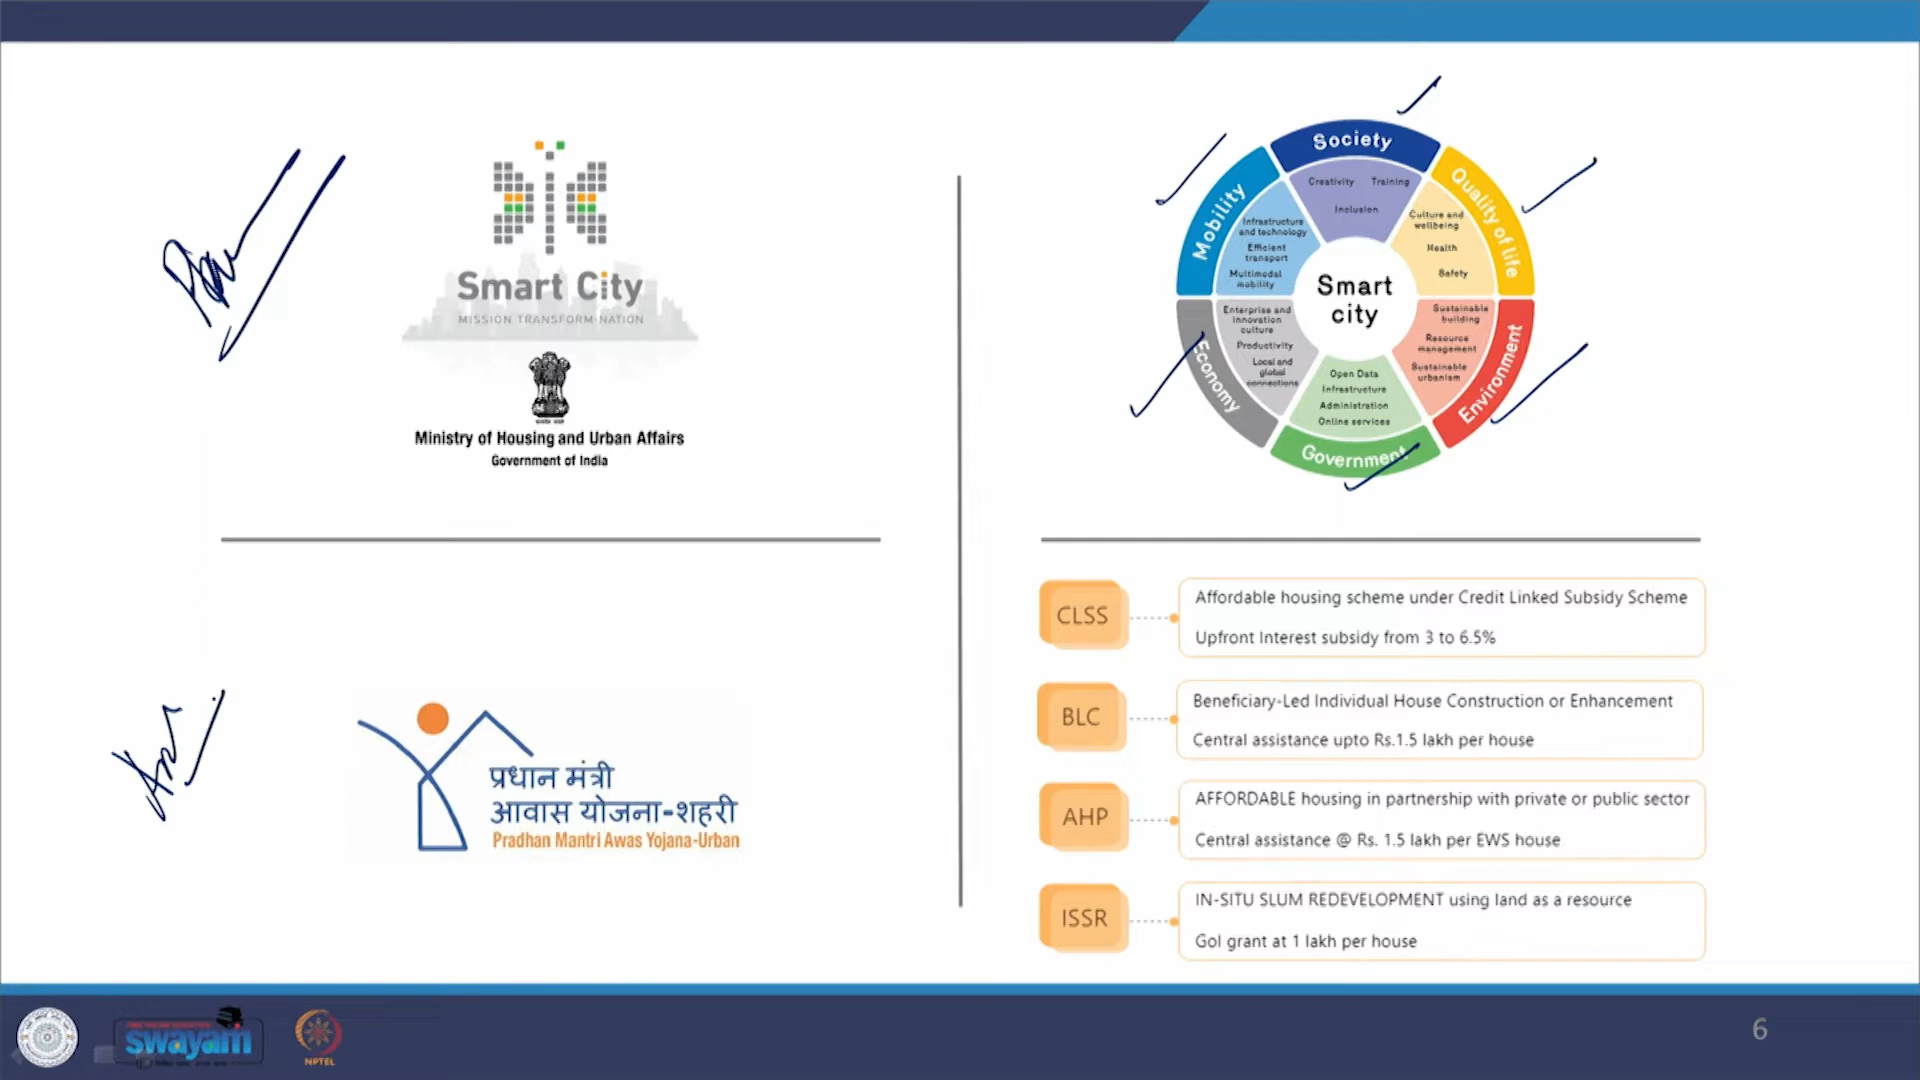 Smart City
MISSION TRANSFORM-NATION
Ministry of Housing and Urban Affairs
Government of India
Society
Creativity Training
Inclusion
Quality of life
Culture and
wellbeing
Health
Safety
Environment
Sustainable
building
Resource
management
Sustainable
urbanism
Government
Open Data
Infrastructure
Administration
Online services
Economy
Enterprise and
innovation
culture
Productivity
Local and
global
connections
Mobility
Infrastructure
and technology
Efficient
transport
Multimodal
mobility
Smart
city
प्रधान मंत्री
आवास योजना-शहरी
Pradhan Mantri Awas Yojana-Urban
CLSS
Affordable housing scheme under Credit Linked Subsidy Scheme
Upfront Interest subsidy from 3 to 6.5%
BLC
Beneficiary-Led Individual House Construction or Enhancement
Central assistance upto Rs.1.5 lakh per house
AHP
AFFORDABLE housing in partnership with private or public sector
Central assistance @ Rs. 1.5 lakh per EWS house
ISSR
IN-SITU SLUM REDEVELOPMENT using land as a resource
GoI grant at 1 lakh per house
swayam
NPTEL
6